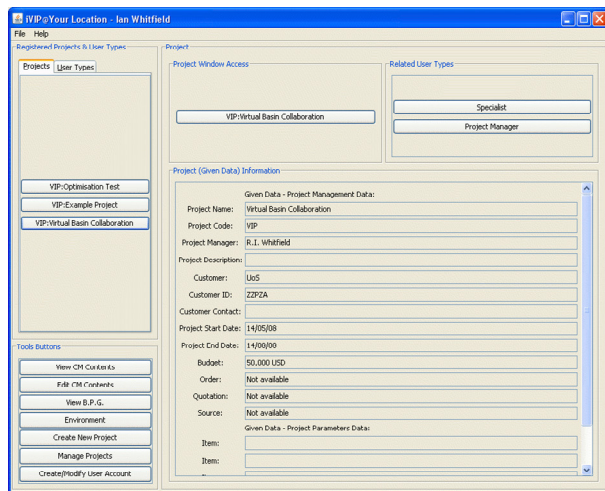 iVIP@Your Location - Ian Whitfield
File Help
Registered Projects & User Types
Projects User Types
VIP:Optimisation Test
VIP:Example Project
VIP:Virtual Basin Collaboration
Tools Buttons
View CM Contents
Edit CM Contents
View B.P.G.
Environment
Create New Project
Manage Projects
Create/Modify User Account
Project
Project Window Access
VIP:Virtual Basin Collaboration
Related User Types
Specialist
Project Manager
Project (Given Data) Information
Given Data - Project Management Data:
Project Name: Virtual Basin Collaboration
Project Code: VIP
Project Manager: R.I. Whitfield
Project Description:
Customer: UoS
Customer ID: ZZPZA
Customer Contact:
Project Start Date: 14/05/08
Project End Date: 14/00/00
Budget: 50,000 USD
Order: Not available
Quotation: Not available
Source: Not available
Given Data - Project Parameters Data:
Item:
Item: